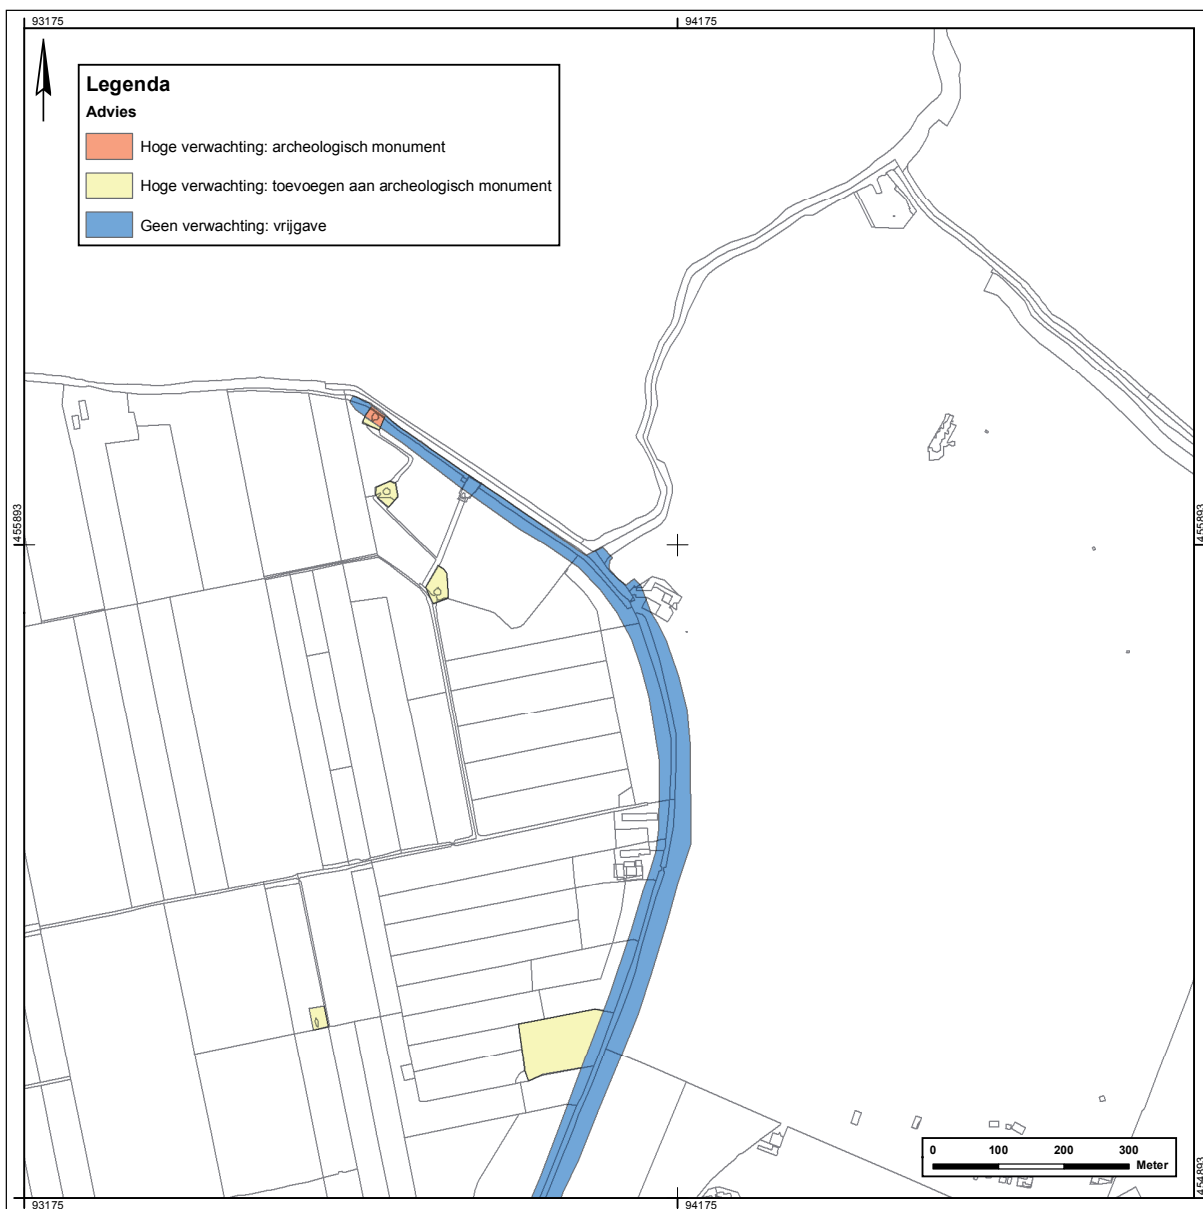 93175
94175
Legenda
Advies
Hoge verwachting: archeologisch monument
Hoge verwachting: toevoegen aan archeologisch monument
Geen verwachting: vrijgave
455893
455893
0 100 200 300
Meter
454893
93175
94175